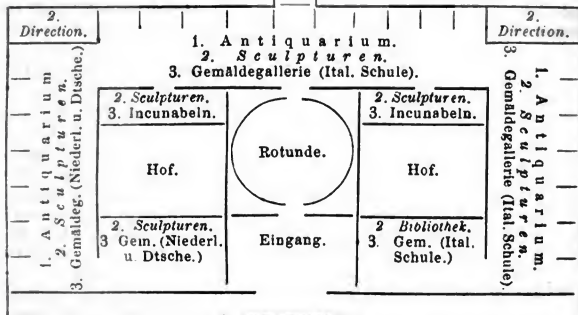 2.
Direction.
1. Antiquarium.
2. Sculpturen.
3. Gemäldegallerie (Ital. Schule).
2.
Direction.
1. Antiquarium
2. Sculpturen.
3. Gemäldeg. (Niederl. u. Dtsche.)
2. Sculpturen.
3. Incunabeln.
Hof.
2. Sculpturen.
3 Gem. (Niederl.
u. Dtsche.)
Rotunde.
Eingang.
2. Sculpturen.
3. Incunabeln.
Hof.
2 Bibliothek.
3. Gem. (Ital.
Schule.)
1. Antiquarium.
2. Sculpturen.
3. Gemäldegallerie (Ital. Schule).